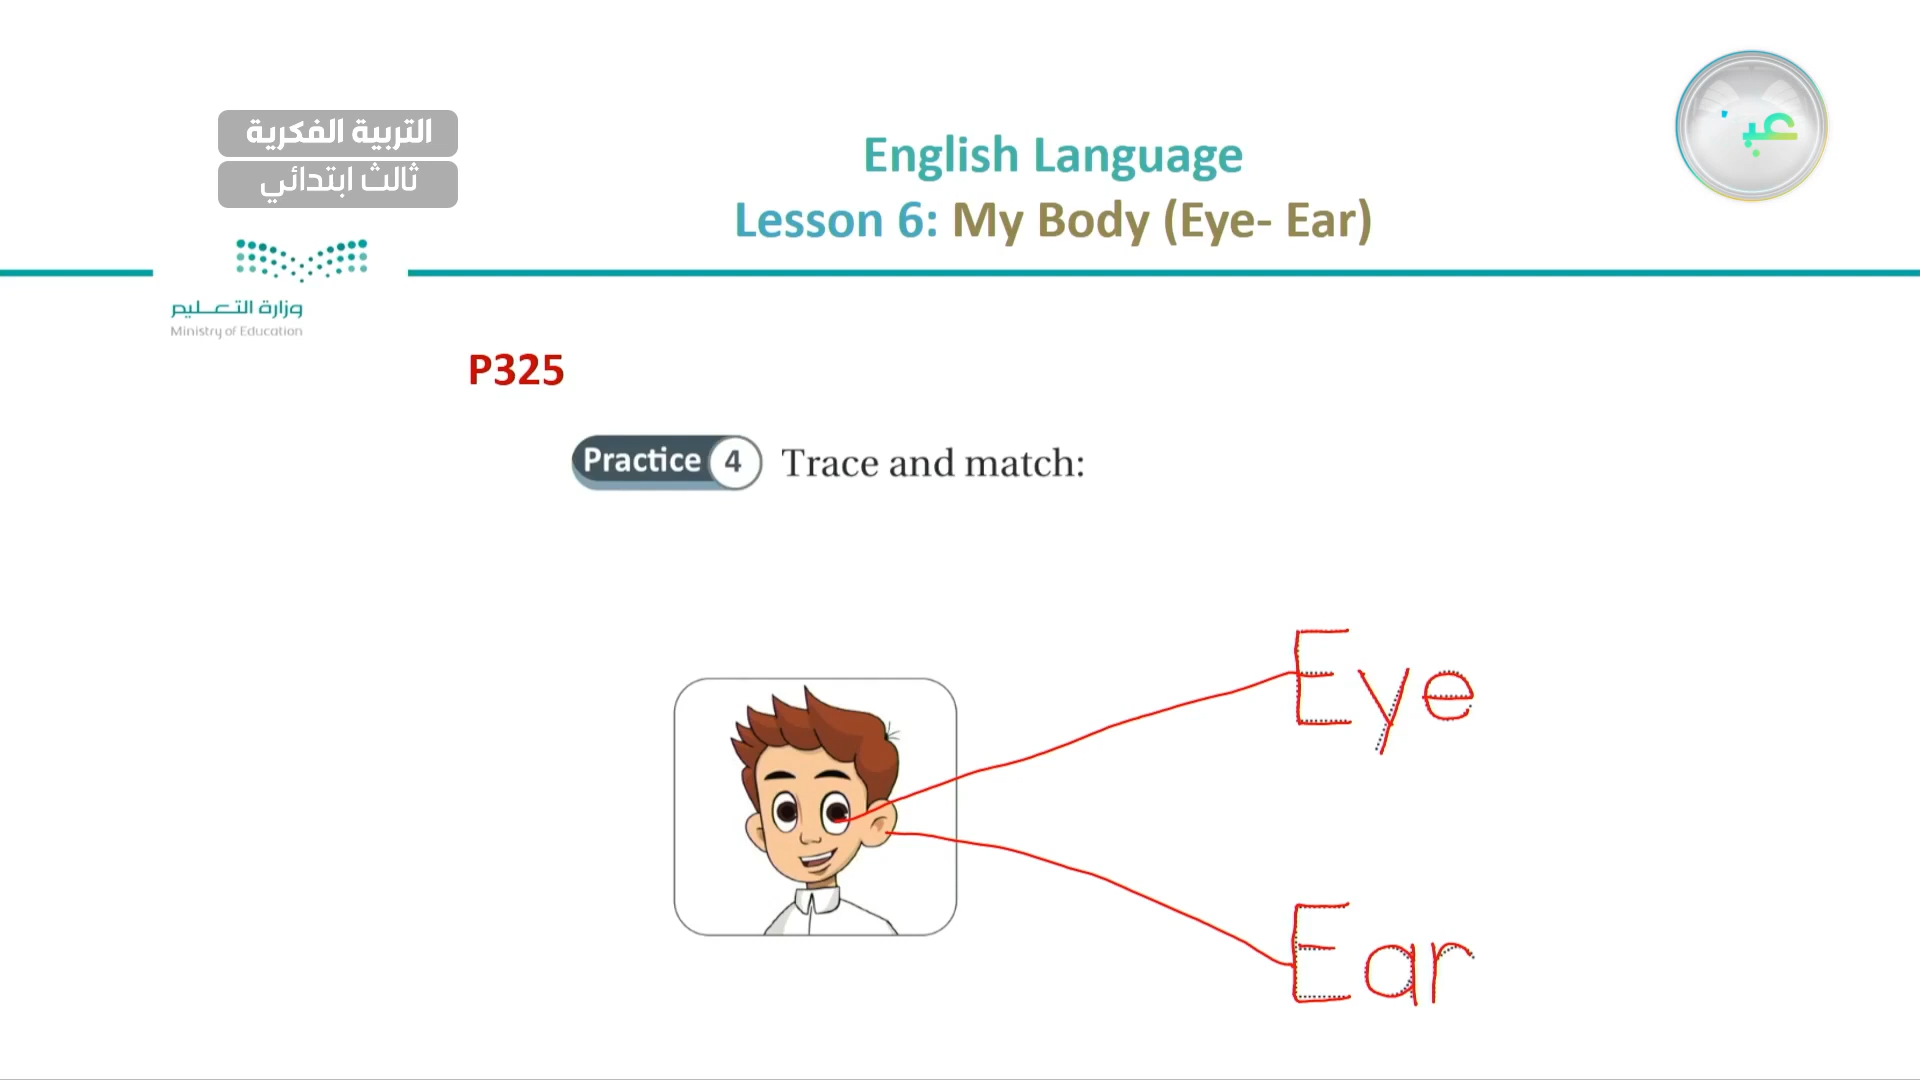 التربية الفكرية
ثالث ابتدائي
English Language
Lesson 6: My Body (Eye- Ear)
وزارة التعليم
Ministry of Education
P325
Practice 4 Trace and match:
Eye
Ear